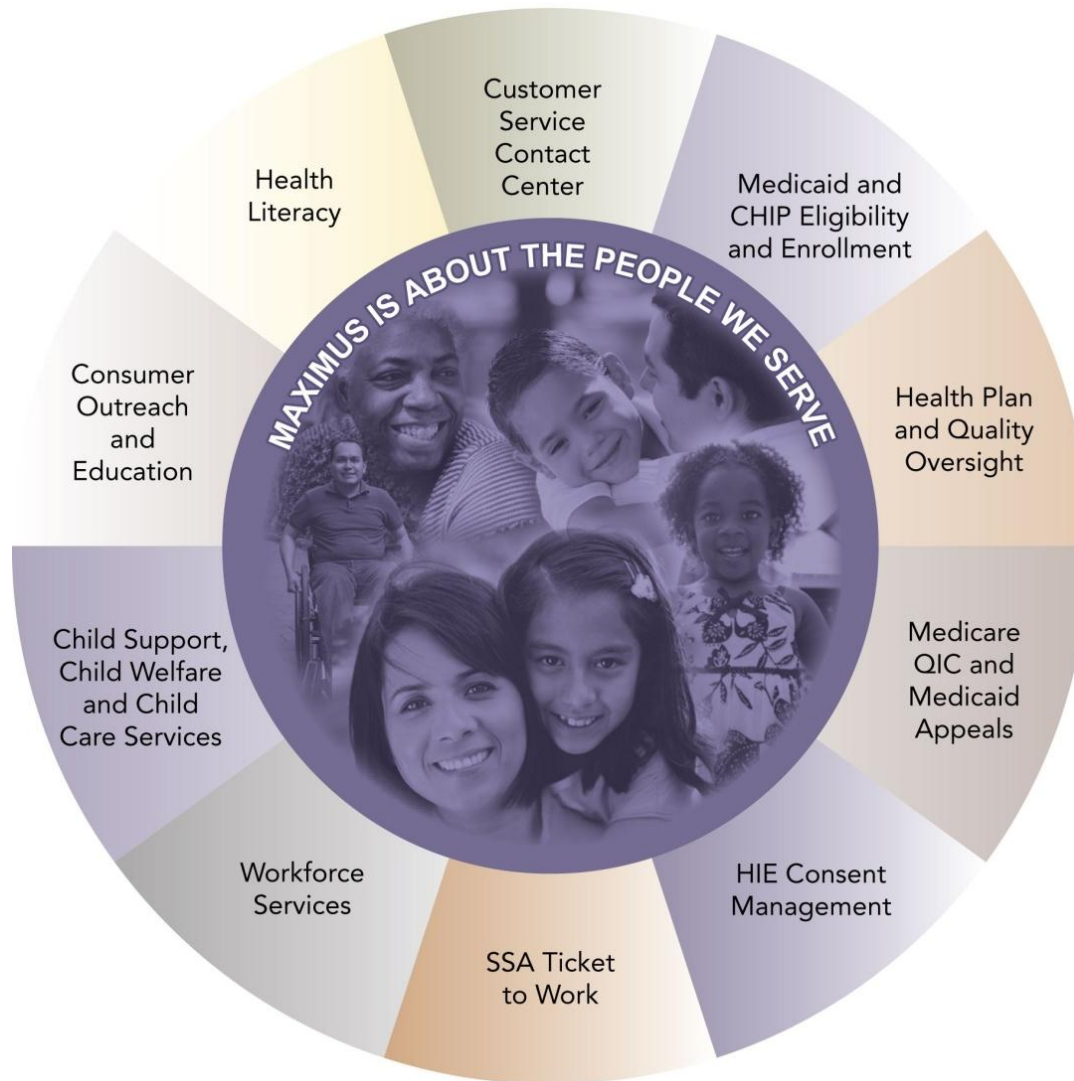 Customer
Service
Contact
Center
Medicaid and
CHIP Eligibility
and Enrollment
Health Plan
and Quality
Oversight
Medicare
QIC and
Medicaid
Appeals
HIE Consent
Management
SSA Ticket
to Work
Workforce
Services
Child Support,
Child Welfare
and Child
Care Services
Consumer
Outreach
and
Education
Health
Literacy
MAXIMUS IS ABOUT THE PEOPLE WE SERVE